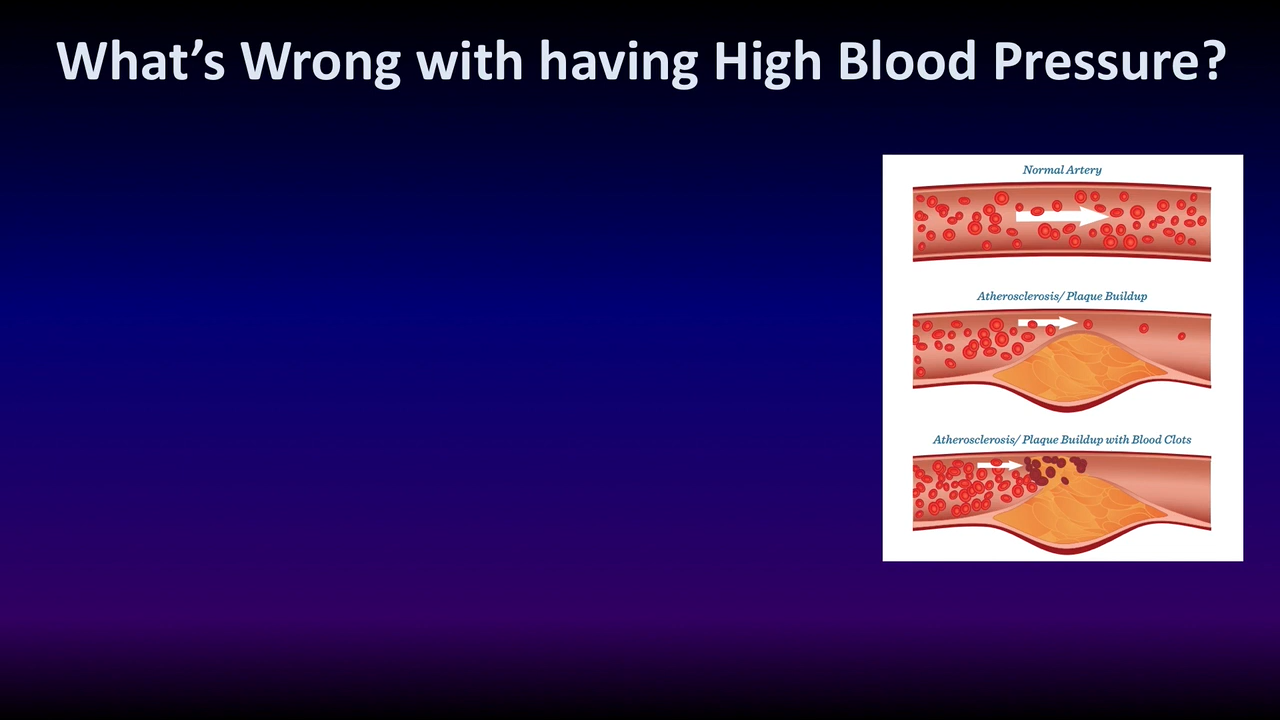 What’s Wrong with having High Blood Pressure?
Normal Artery
Atherosclerosis/ Plaque Buildup
Atherosclerosis/ Plaque Buildup with Blood Clots